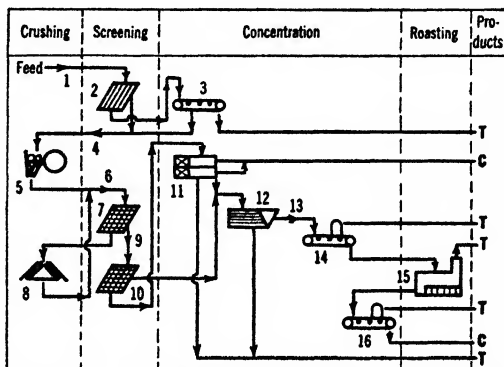 Crushing Screening Concentration Roasting Pro-
ducts
Feed
1
2
3
T
4
C
5
6
11
12
13
7
9
T
14
T
8
10
15
T
16
C
T